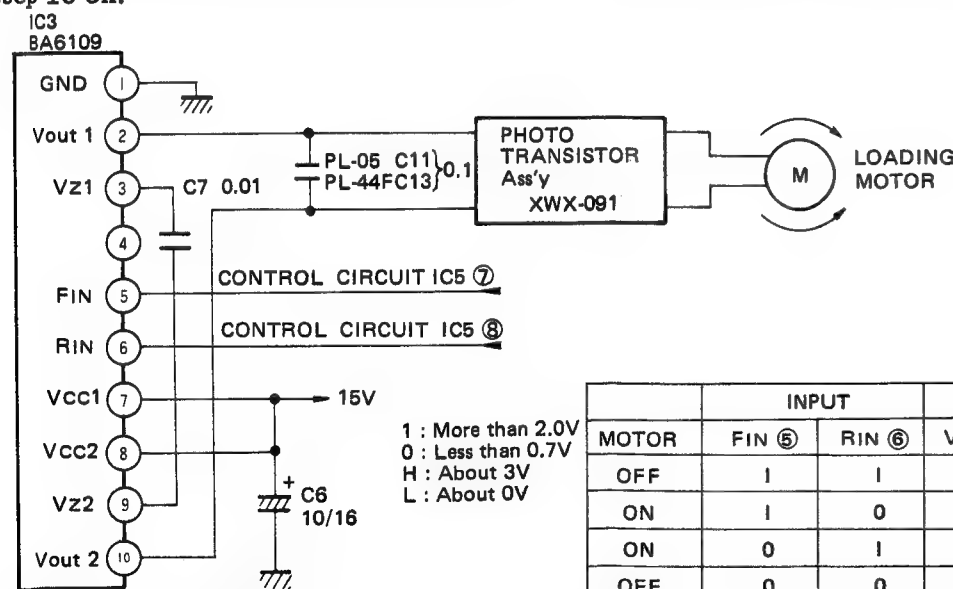 step 10 on.
IC3
BA6109
GND 1
Vout 1 2
VZ1 3
C7 0.01
4
FIN 5
CONTROL CIRCUIT IC5 ⑦
RIN 6
CONTROL CIRCUIT IC5 ⑧
VCC1 7
15V
VCC2 8
VZ2 9
Vout 2 10
+
C6
10/16
PL-05 C11
PL-44FC13
}0.1
PHOTO
TRANSISTOR
Ass'y
XWX-091
M
LOADING
MOTOR
1 : More than 2.0V
0 : Less than 0.7V
H : About 3V
L : About 0V
INPUT
MOTOR FIN ⑤ RIN ⑥ V
OFF 1 1
ON 1 0
ON 0 1
OFF 0 0